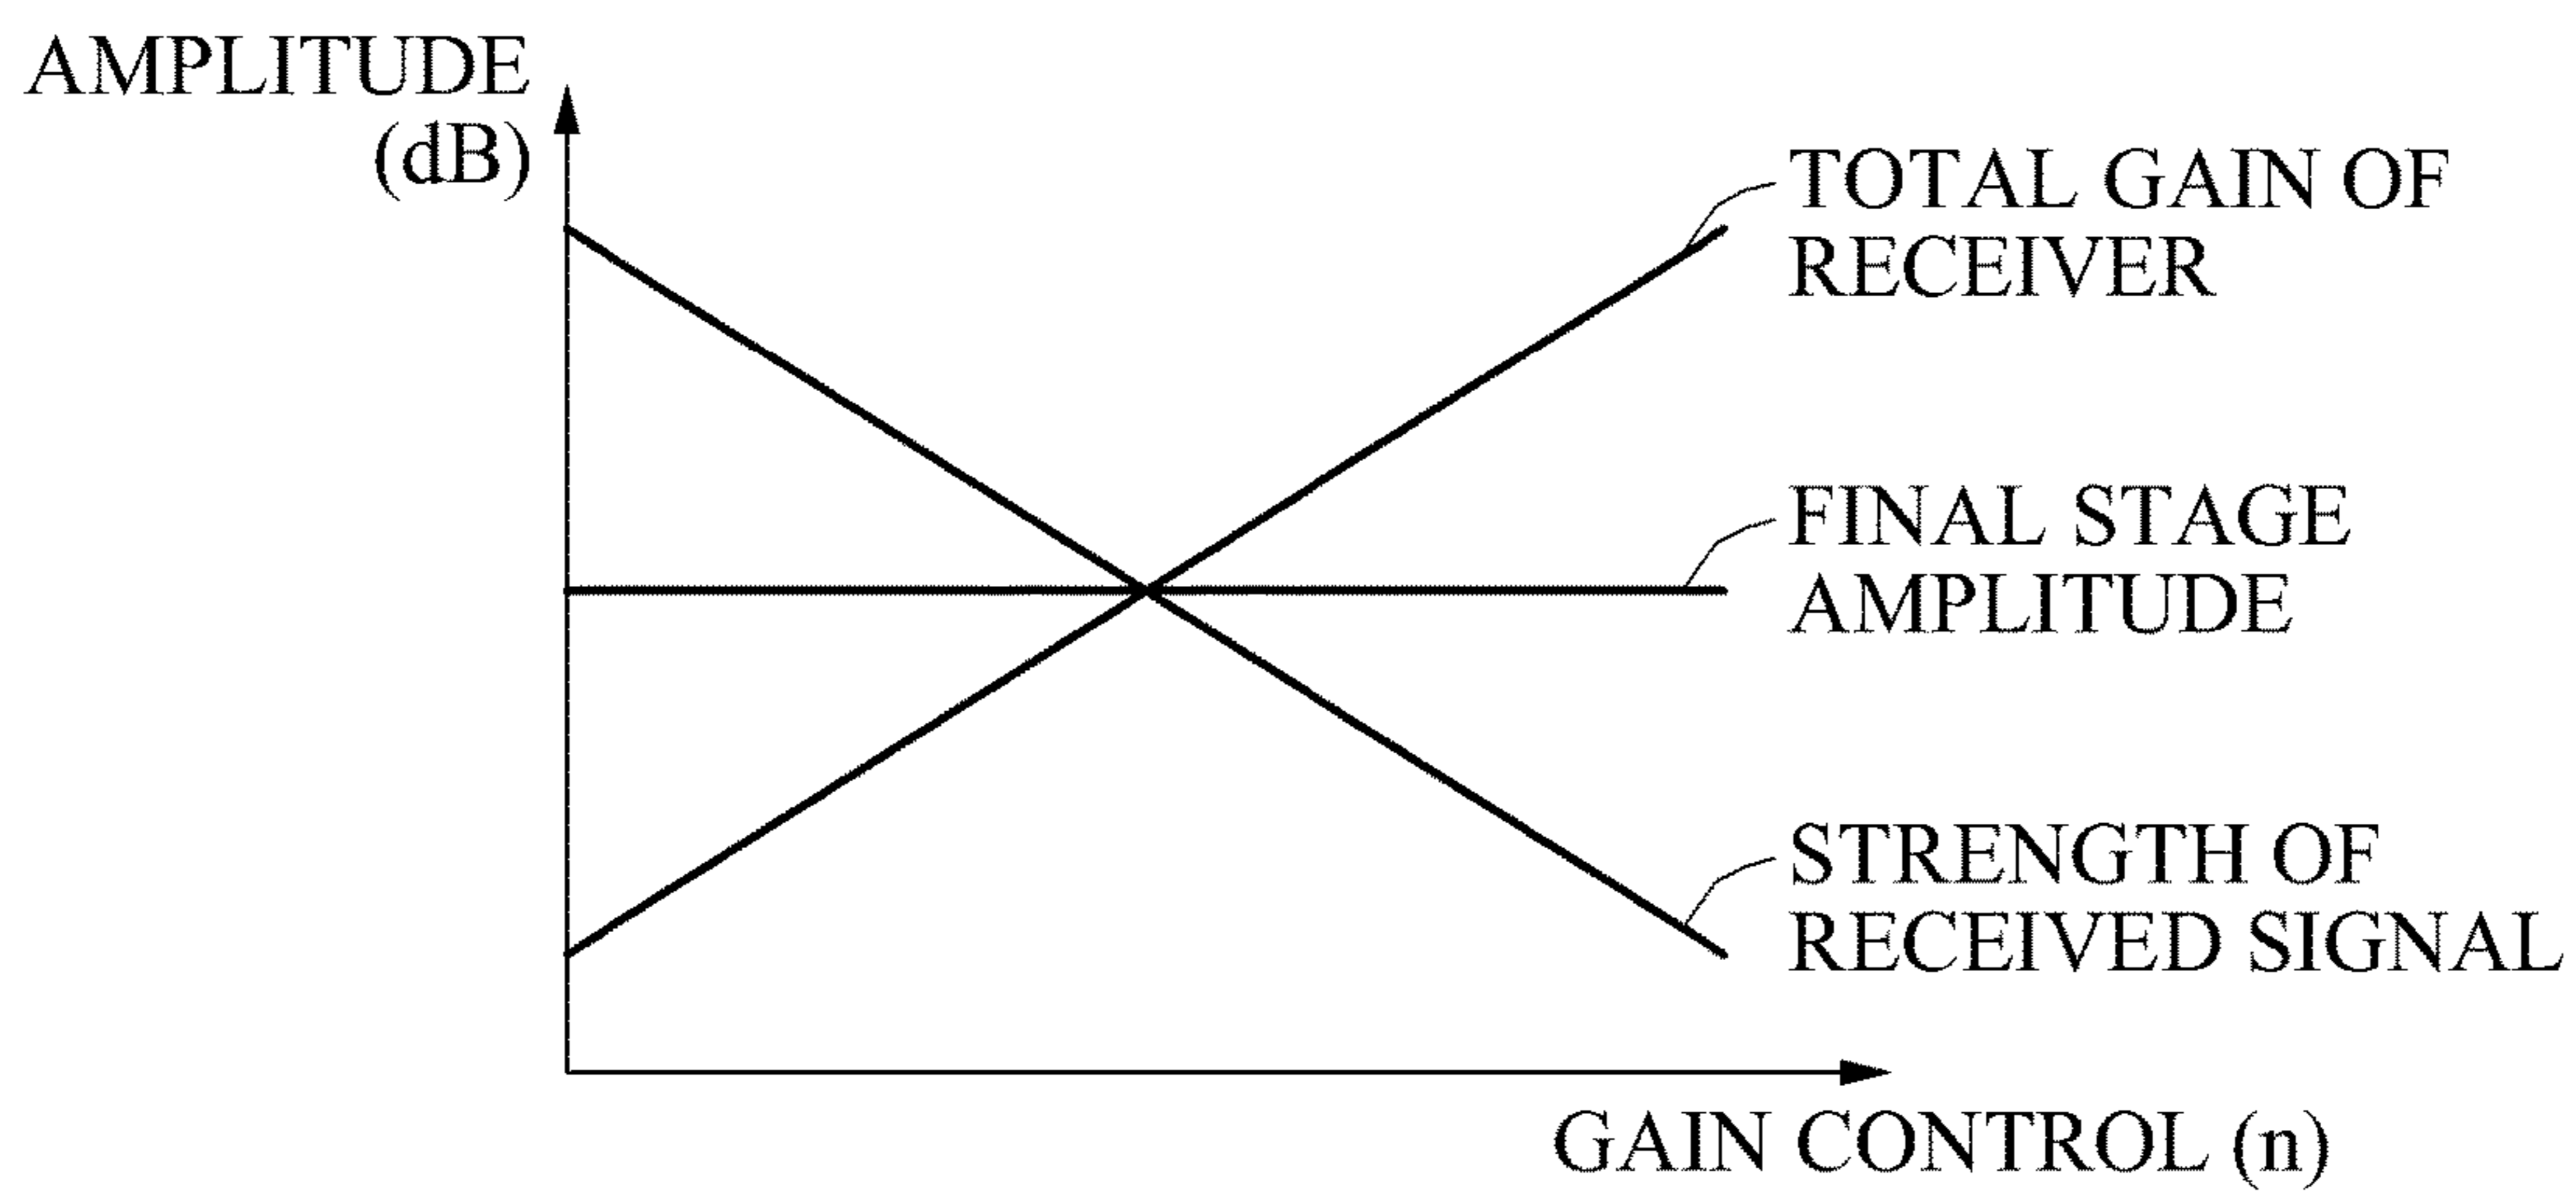 AMPLITUDE
(dB)
TOTAL GAIN OF
RECEIVER
FINAL STAGE
AMPLITUDE
STRENGTH OF
RECEIVED SIGNAL
GAIN CONTROL (n)